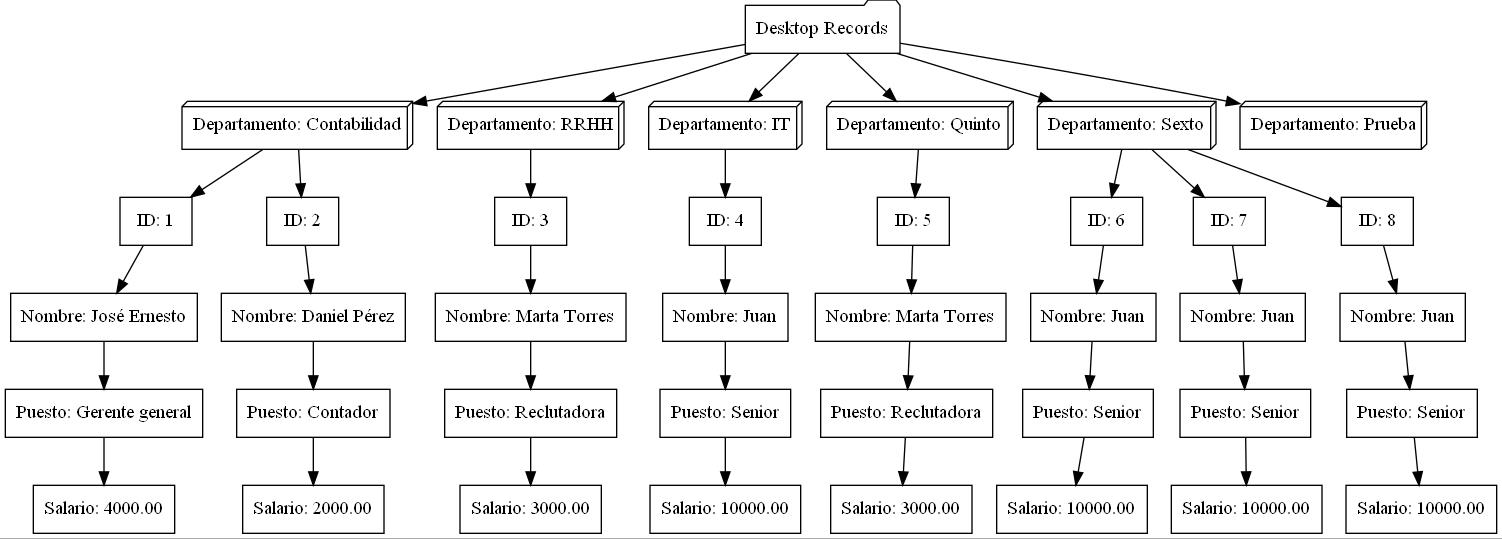 Desktop Records
Departamento: Contabilidad
Departamento: RRHH
Departamento: IT
Departamento: Quinto
Departamento: Sexto
Departamento: Prueba
ID: 1
ID: 2
ID: 3
ID: 4
ID: 5
ID: 6
ID: 7
ID: 8
Nombre: José Ernesto
Nombre: Daniel Pérez
Nombre: Marta Torres
Nombre: Juan
Nombre: Marta Torres
Nombre: Juan
Nombre: Juan
Nombre: Juan
Puesto: Gerente general
Puesto: Contador
Puesto: Reclutadora
Puesto: Senior
Puesto: Reclutadora
Puesto: Senior
Puesto: Senior
Puesto: Senior
Salario: 4000.00
Salario: 2000.00
Salario: 3000.00
Salario: 10000.00
Salario: 3000.00
Salario: 10000.00
Salario: 10000.00
Salario: 10000.00